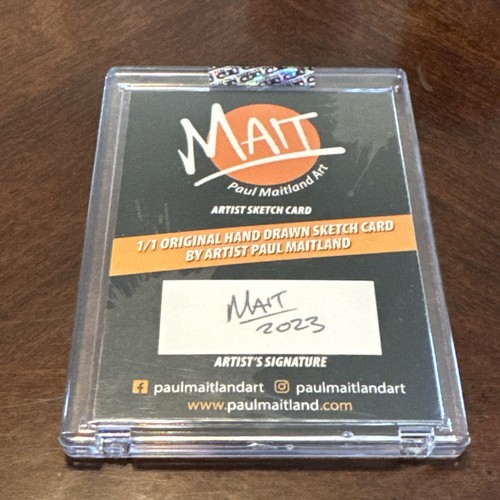 MAIT
Paul Maitland Art
ARTIST SKETCH CARD
1/1 ORIGINAL HAND DRAWN SKETCH CARD
BY ARTIST PAUL MAITLAND
MAIT
2023
ARTIST'S SIGNATURE
paulmaitlandart paulmaitlandart
www.paulmaitland.com